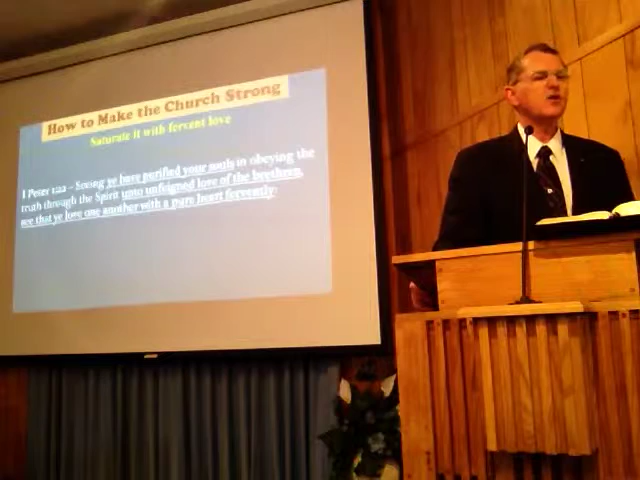 How to Make the Church Strong
Saturate it with fervent love
1 Peter 1:22 – Seeing ye have purified your souls in obeying the
truth through the Spirit unto unfeigned love of the brethren,
see that ye love one another with a pure heart fervently